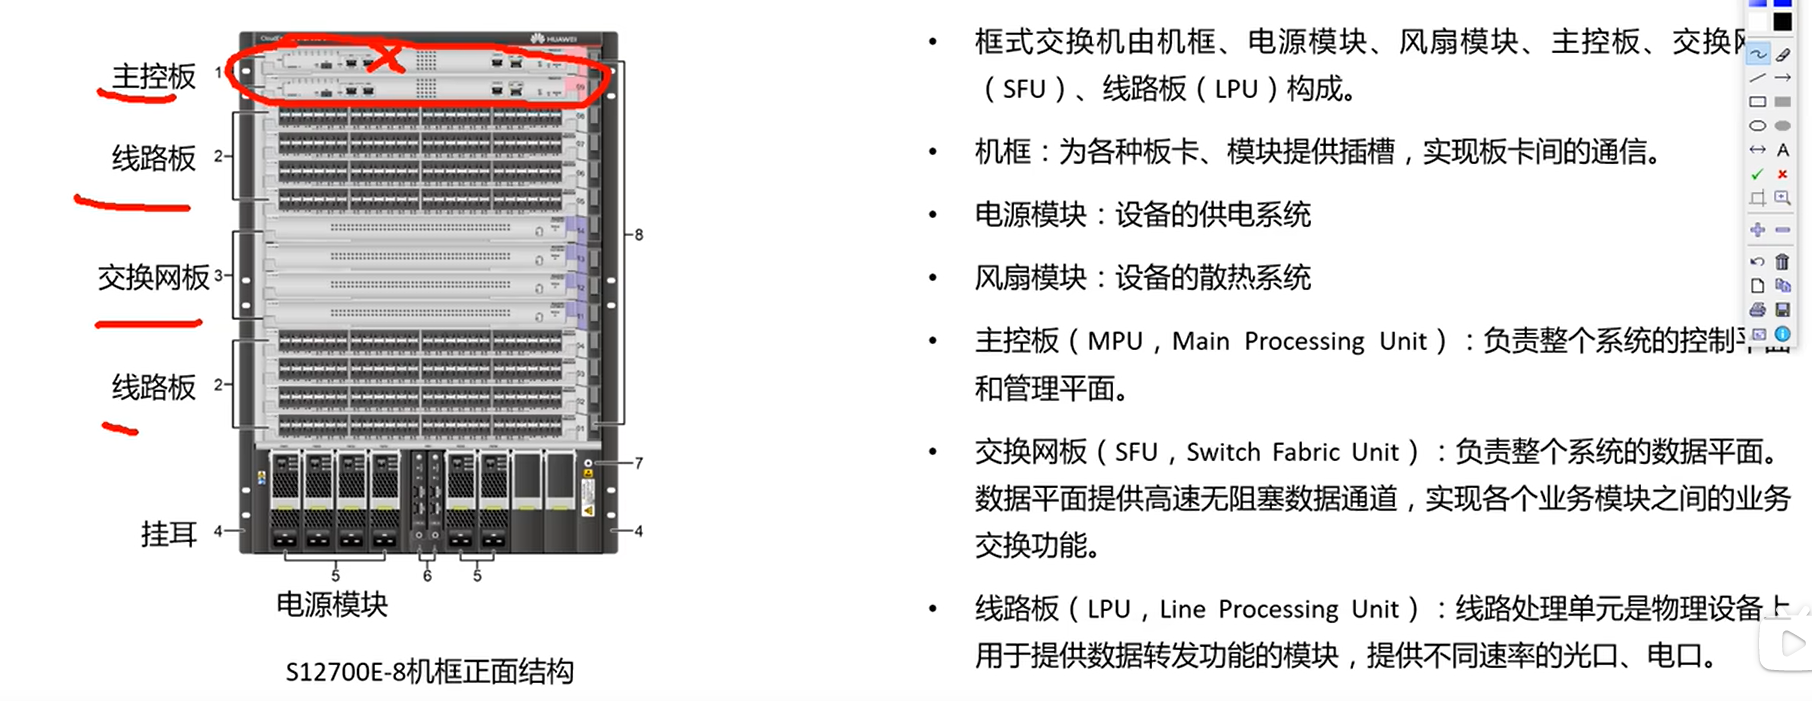 HUAWEI
主控板
1
线路板
2
交换网板
3
线路板
2
8
7
挂耳
4
4
5
6
5
电源模块
S12700E-8机框正面结构
• 框式交换机由机框、电源模块、风扇模块、主控板、交换网
（SFU）、线路板（LPU）构成。
• 机框：为各种板卡、模块提供插槽，实现板卡间的通信。
• 电源模块：设备的供电系统
• 风扇模块：设备的散热系统
• 主控板（MPU，Main Processing Unit）：负责整个系统的控制平面
和管理平面。
• 交换网板（SFU，Switch Fabric Unit）：负责整个系统的数据平面。
数据平面提供高速无阻塞数据通道，实现各个业务模块之间的业务
交换功能。
• 线路板（LPU，Line Processing Unit）：线路处理单元是物理设备上
用于提供数据转发功能的模块，提供不同速率的光口、电口。
A